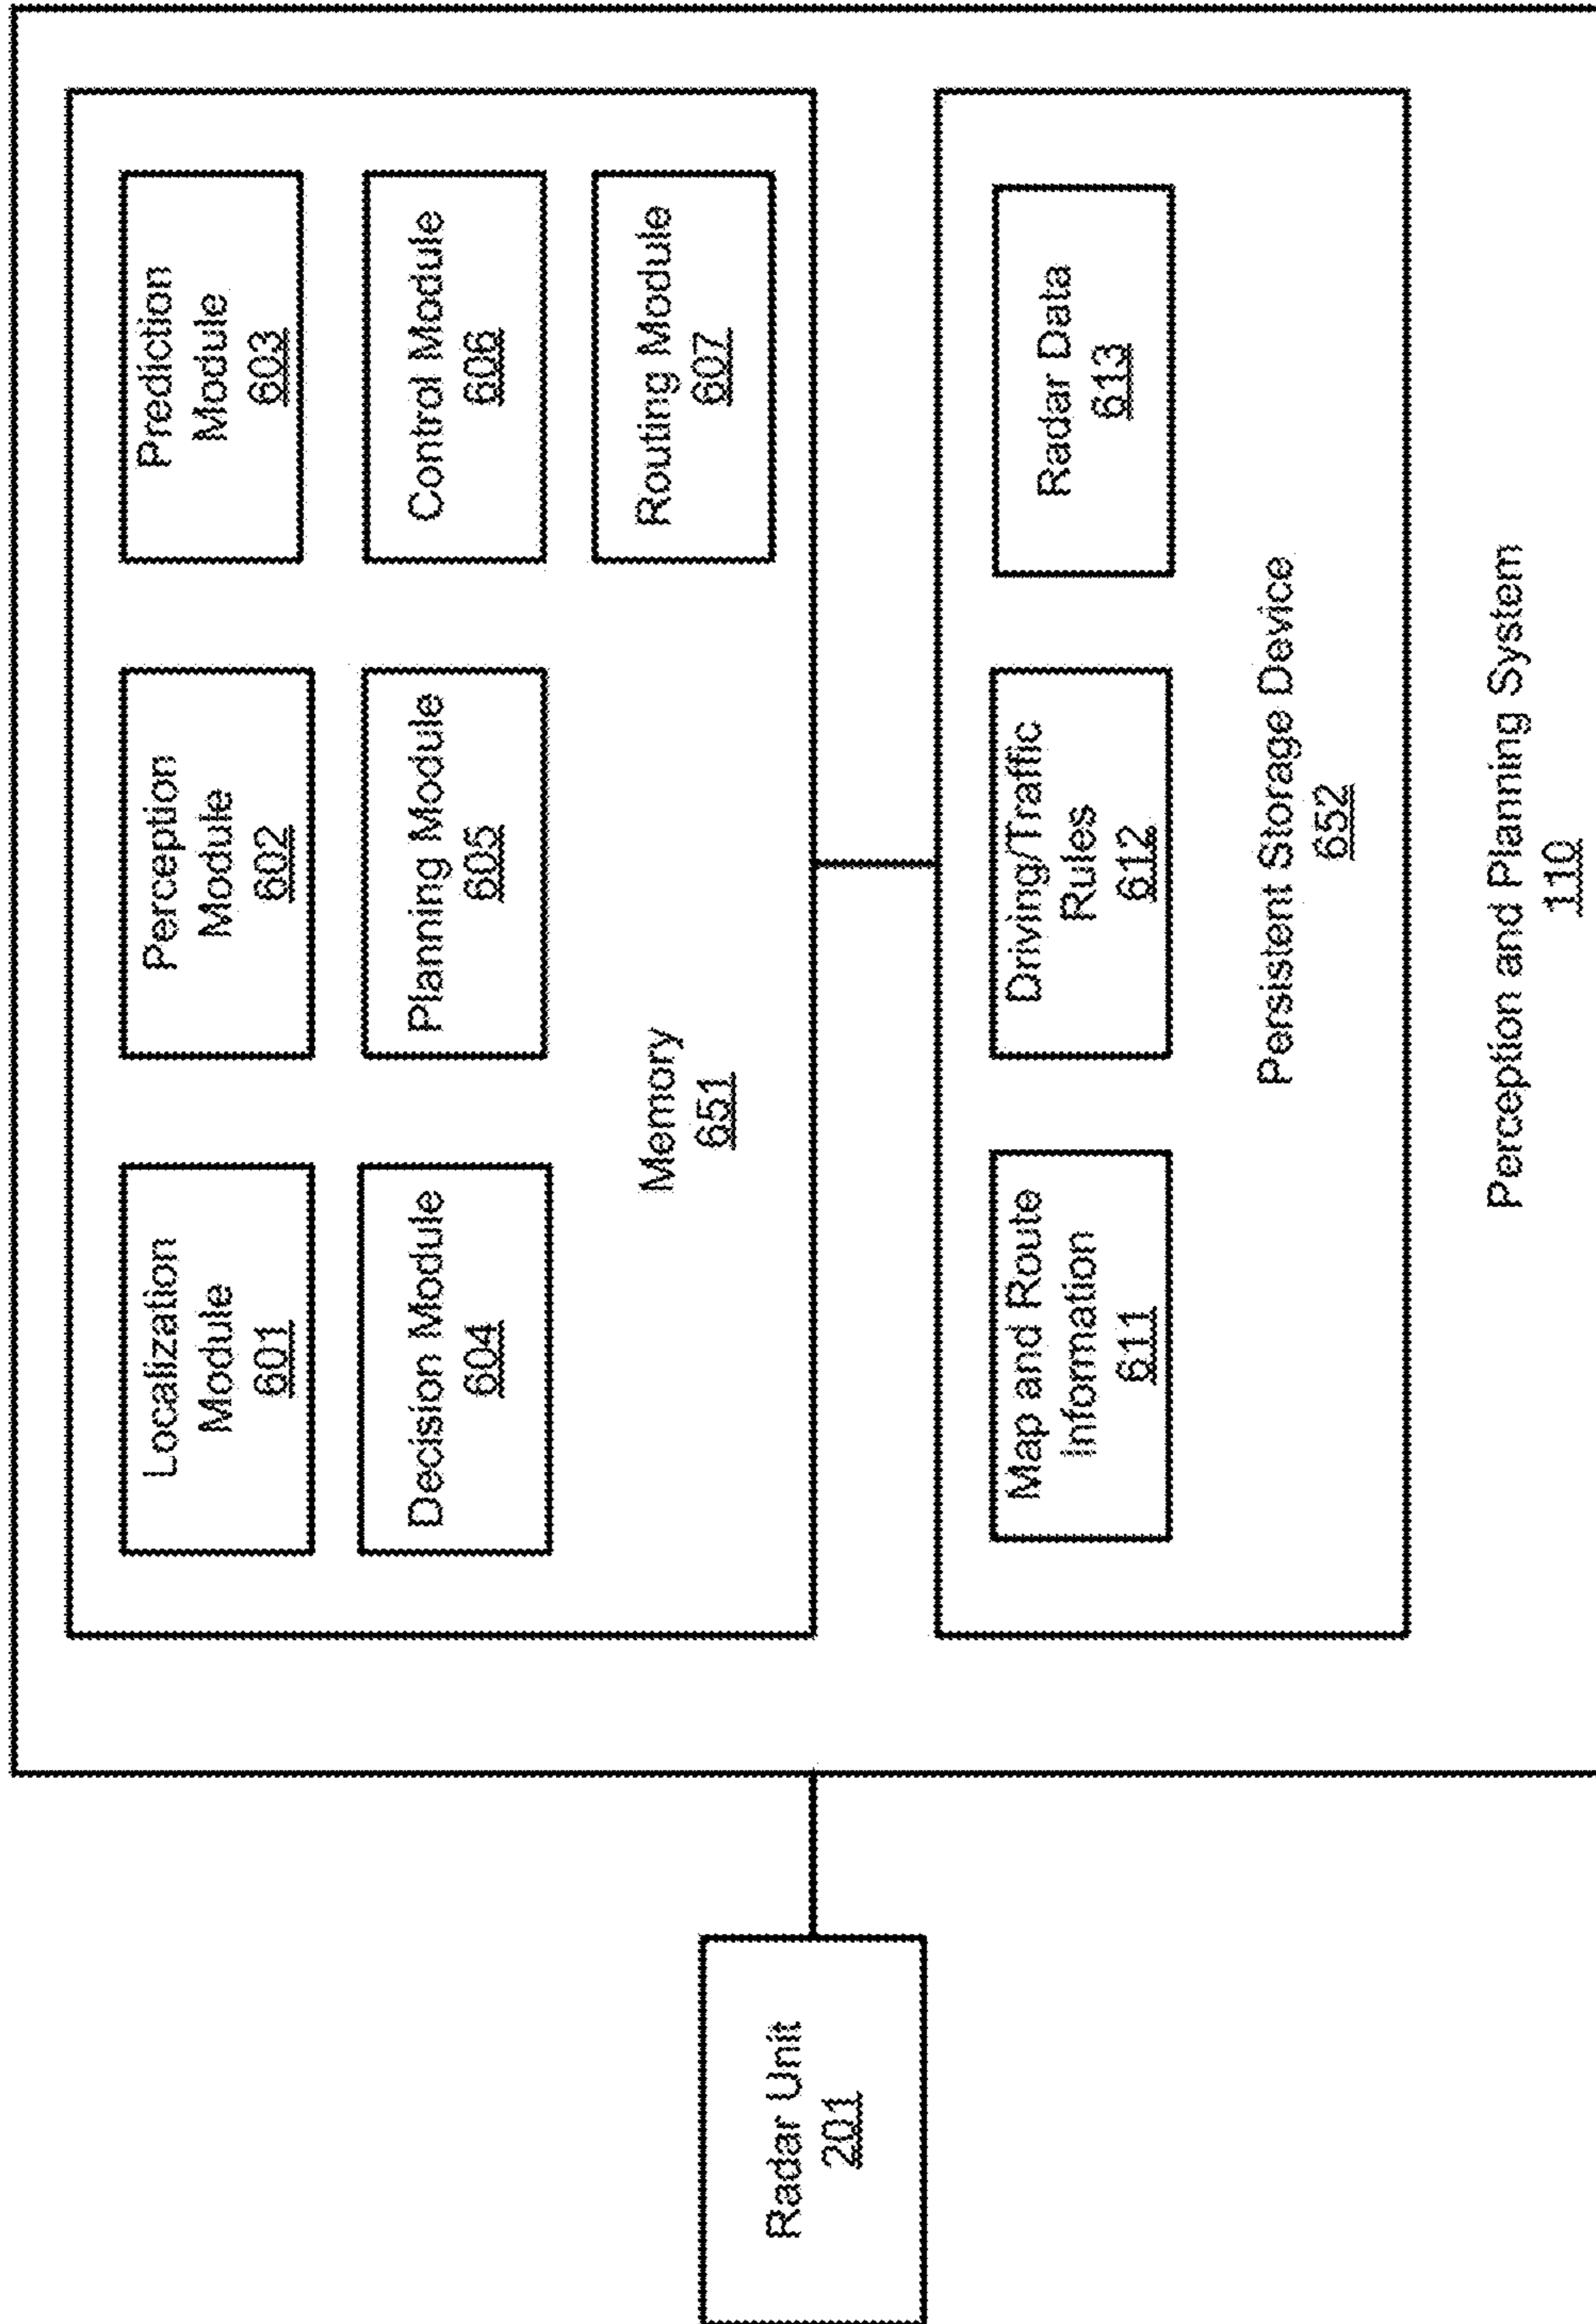 Radar Unit
201
Localization
Module
601
Perception
Module
602
Prediction
Module
603
Decision Module
604
Planning Module
605
Control Module
606
Routing Module
607
Memory
651
Map and Route
Information
611
Driving/Traffic
Rules
612
Radar Data
613
Persistent Storage Device
652
Perception and Planning System
110